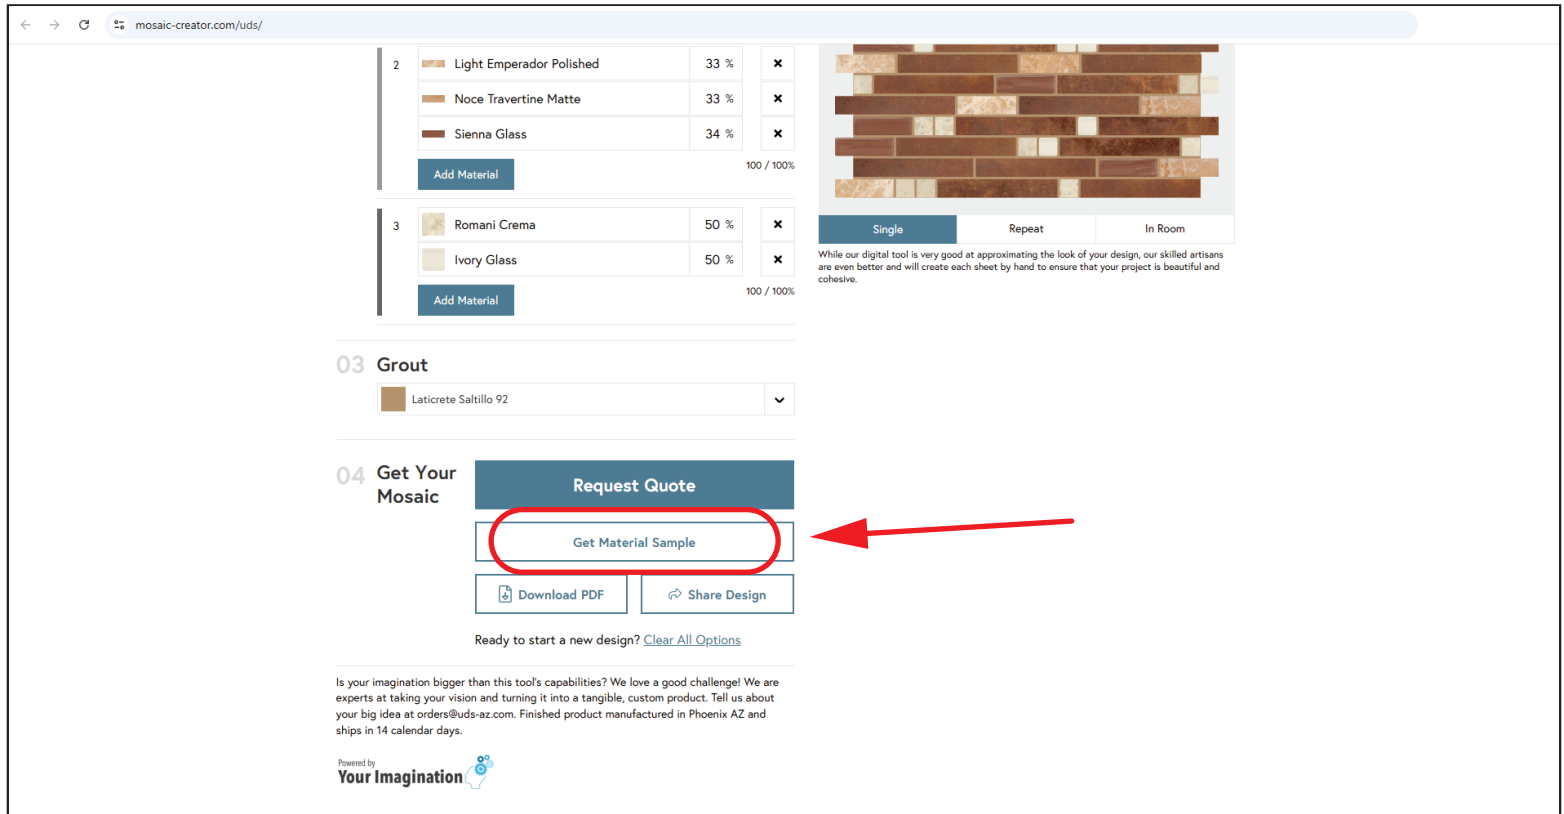 mosaic-creator.com/uds/
2
Light Emperador Polished
33 %
Noce Travertine Matte
33 %
Sienna Glass
34 %
Add Material
100 / 100%
3
Romani Crema
50 %
Ivory Glass
50 %
Add Material
100 / 100%
03 Grout
Laticrete Saltillo 92
04 Get Your
Mosaic
Request Quote
Get Material Sample
Download PDF
Share Design
Ready to start a new design? Clear All Options
Is your imagination bigger than this tool's capabilities? We love a good challenge! We are
experts at taking your vision and turning it into a tangible, custom product. Tell us about
your big idea at orders@uds-az.com. Finished product manufactured in Phoenix AZ and
ships in 14 calendar days.
Powered by
Your Imagination
Single
Repeat
In Room
While our digital tool is very good at approximating the look of your design, our skilled artisans
are even better and will create each sheet by hand to ensure that your project is beautiful and
cohesive.